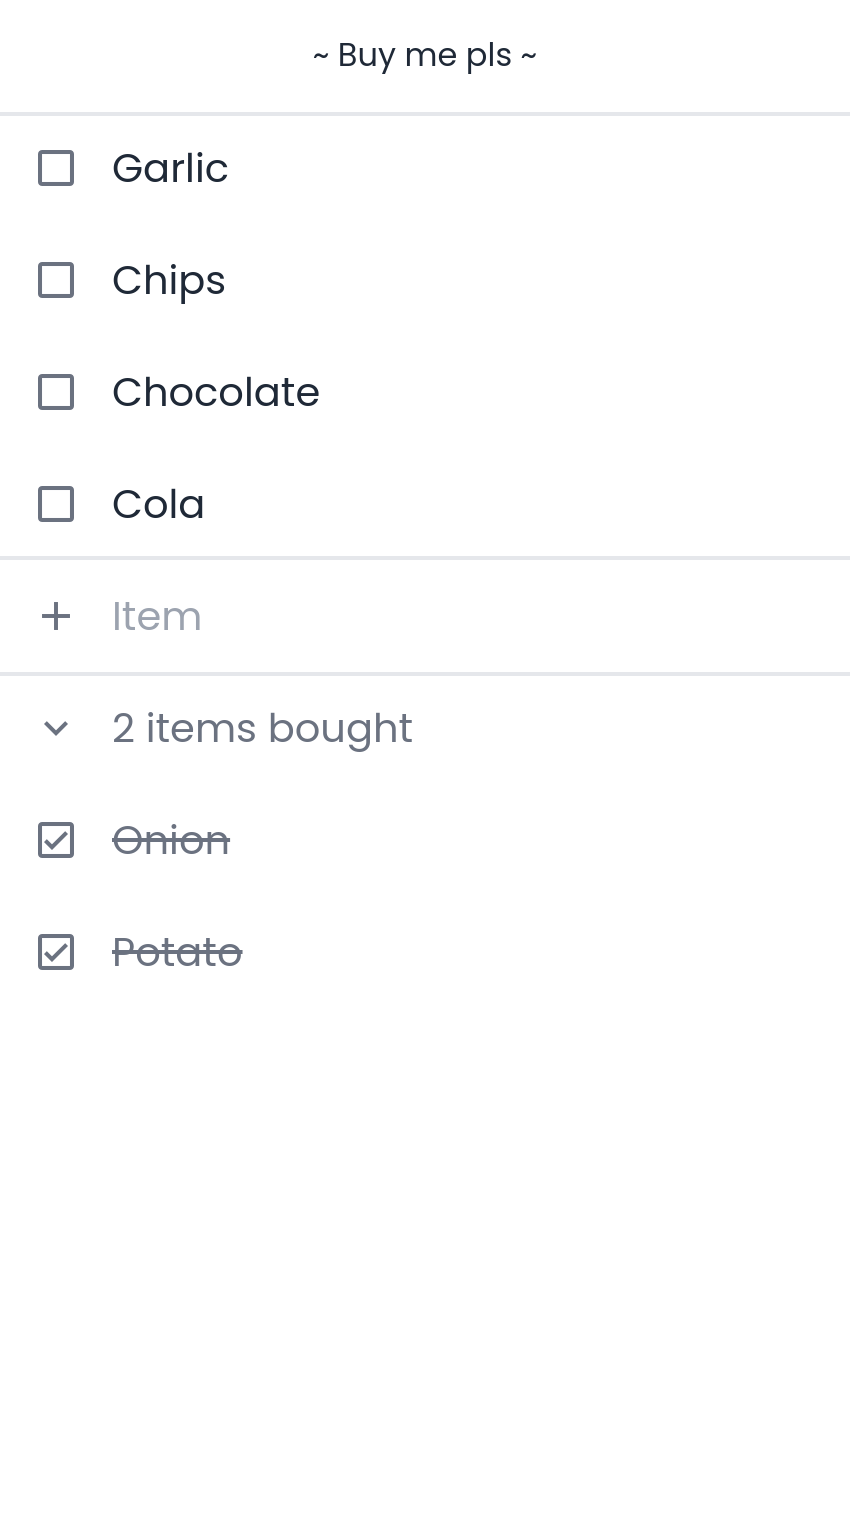 ~ Buy me pls ~
Garlic
Chips
Chocolate
Cola
Item
2 items bought
Onion
Potato